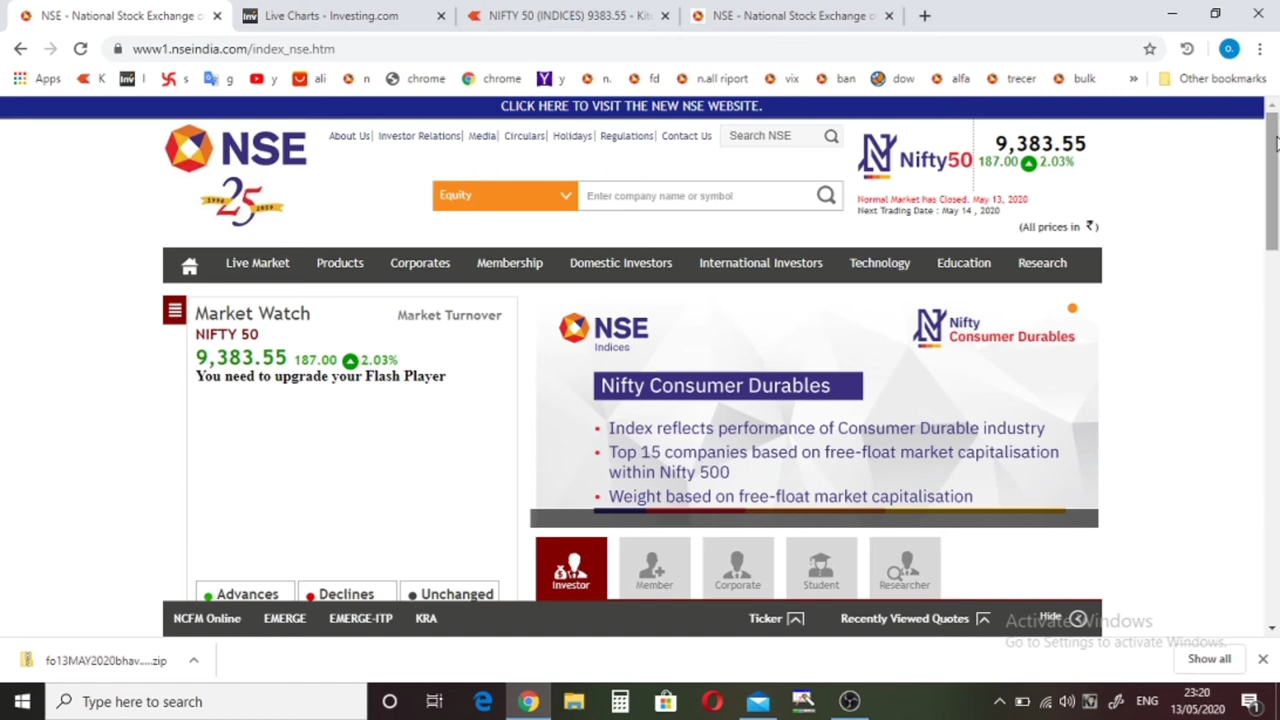 NSE - National Stock Exchange o
Live Charts - Investing.com
NIFTY 50 (INDICES) 9383.55 - Kit
NSE - National Stock Exchange o
www1.nseindia.com/index_nse.htm
o.
Apps K I s g y ali n chrome chrome y n. fd n.all riport vix ban dow alfa trecer bulk » Other bookmarks
CLICK HERE TO VISIT THE NEW NSE WEBSITE.
NSE
25
About Us| Investor Relations| Media| Circulars| Holidays| Regulations| Contact Us
Search NSE
Equity
Enter company name or symbol
Nifty50
9,383.55
187.00 2.03%
Normal Market has Closed. May 13, 2020
Next Trading Date : May 14 , 2020
(All prices in ₹)
Live Market Products Corporates Membership Domestic Investors International Investors Technology Education Research
Market Watch
Market Turnover
NIFTY 50
9,383.55 187.00 2.03%
You need to upgrade your Flash Player
Advances Declines Unchanged
NSE
Indices
Nifty
Consumer Durables
Nifty Consumer Durables
• Index reflects performance of Consumer Durable industry
• Top 15 companies based on free-float market capitalisation
within Nifty 500
• Weight based on free-float market capitalisation
Investor Member Corporate Student Researcher
NCFM Online EMERGE EMERGE-ITP KRA
Ticker Recently Viewed Quotes Hide
Activate Windows
Go to Settings to activate Windows.
fo13MAY2020bhav.....zip
Show all
Type here to search
ENG
23:20
13/05/2020
1